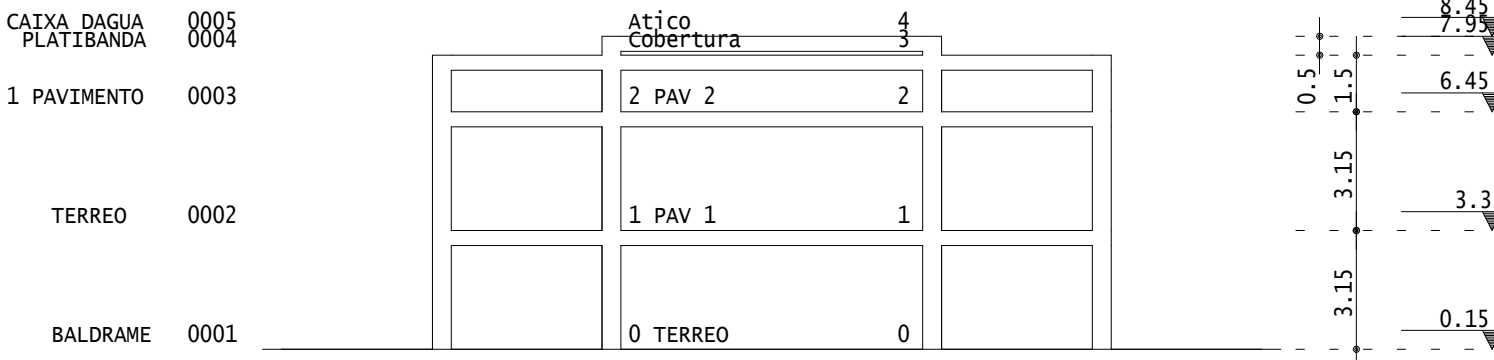 CAIXA DAGUA 0005 Atico 4 8.45
PLATIBANDA 0004 Cobertura 3 7.95
0.5 1.5
1 PAVIMENTO 0003 2 PAV 2 2 6.45
3.15
TERREO 0002 1 PAV 1 1 3.3
3.15
BALDRAME 0001 0 TERREO 0 0.15